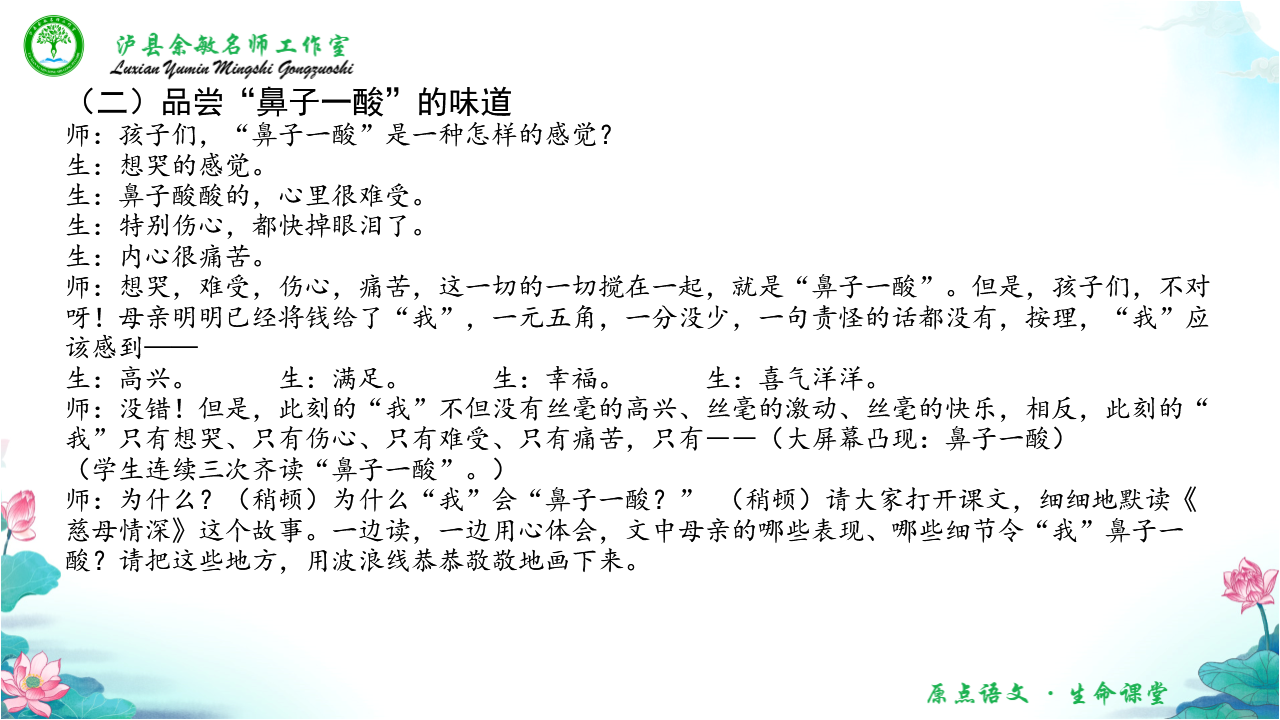 泸县余敏名师工作室
Luxian Yumin Mingshi Gongzuoshi
（二）品尝“鼻子一酸”的味道
师：孩子们，“鼻子一酸”是一种怎样的感觉？
生：想哭的感觉。
生：鼻子酸酸的，心里很难受。
生：特别伤心，都快掉眼泪了。
生：内心很痛苦。
师：想哭，难受，伤心，痛苦，这一切的一切搅在一起，就是“鼻子一酸”。但是，孩子们，不对
呀！母亲明明已经将钱给了“我”，一元五角，一分没少，一句责怪的话都没有，按理，“我”应
该感到——
生：高兴。 生：满足。 生：幸福。 生：喜气洋洋。
师：没错！但是，此刻的“我”不但没有丝毫的高兴、丝毫的激动、丝毫的快乐，相反，此刻的“
我”只有想哭、只有伤心、只有难受、只有痛苦，只有——（大屏幕凸现：鼻子一酸）
（学生连续三次齐读“鼻子一酸”。）
师：为什么？（稍顿）为什么“我”会“鼻子一酸？”（稍顿）请大家打开课文，细细地默读《
慈母情深》这个故事。一边读，一边用心体会，文中母亲的哪些表现、哪些细节令“我”鼻子一
酸？请把这些地方，用波浪线恭恭敬敬地画下来。
原点语文 · 生命课堂